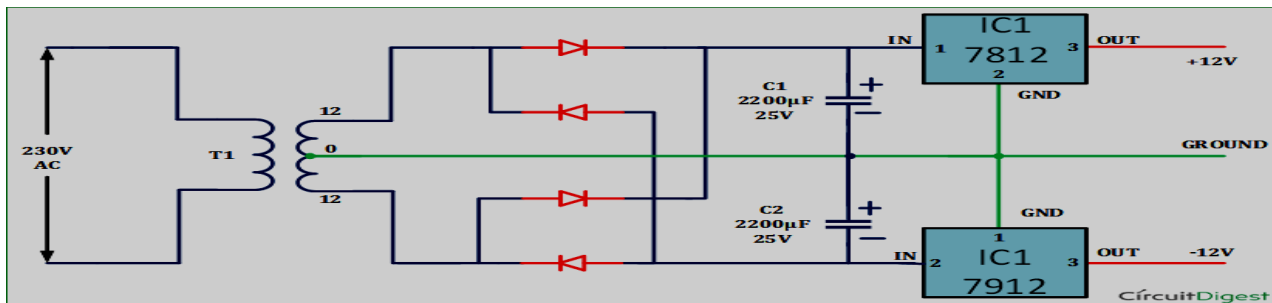 230V
AC
T1
12
0
12
C1
2200µF
25V
+
−
C2
2200µF
25V
+
−
IN
1
IC1
7812
2
3
OUT
+12V
GND
GROUND
GND
IN
2
1
IC1
7912
3
OUT
-12V
CírcuitDigest